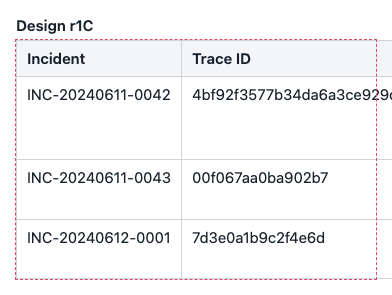 Design r1C
Incident Trace ID
INC-20240611-0042 4bf92f3577b34da6a3ce929
INC-20240611-0043 00f067aa0ba902b7
INC-20240612-0001 7d3e0a1b9c2f4e6d